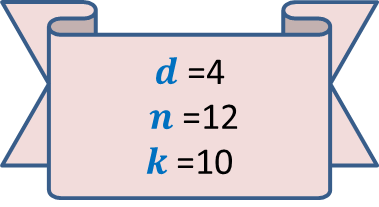 d =4
n =12
k =10